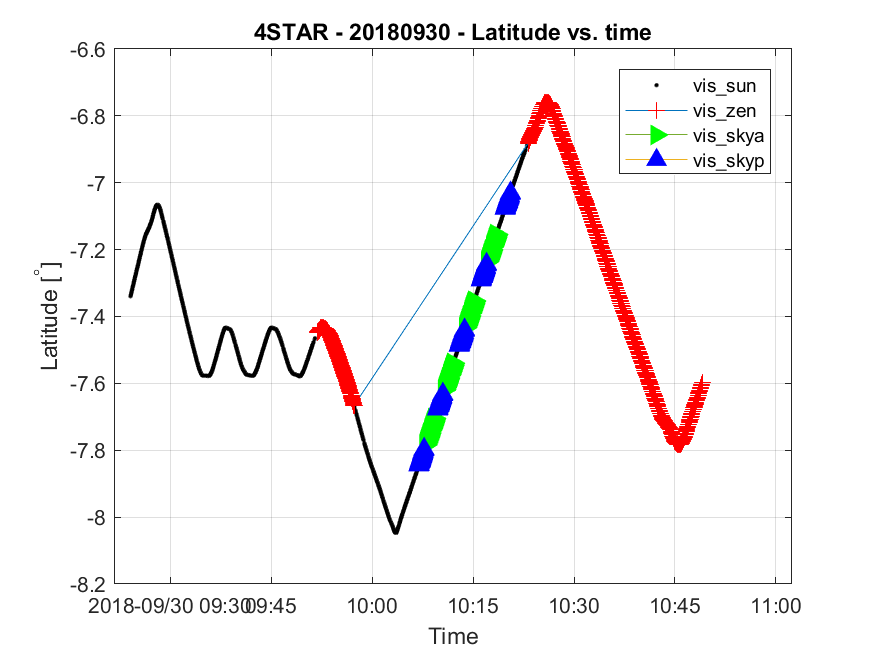 4STAR - 20180930 - Latitude vs. time
vis_sun
vis_zen
vis_skya
vis_skyp
-6.6
-6.8
-7
-7.2
-7.4
-7.6
-7.8
-8
-8.2
Latitude [°]
2018-09/30 09:30 09:45 10:00 10:15 10:30 10:45 11:00
Time